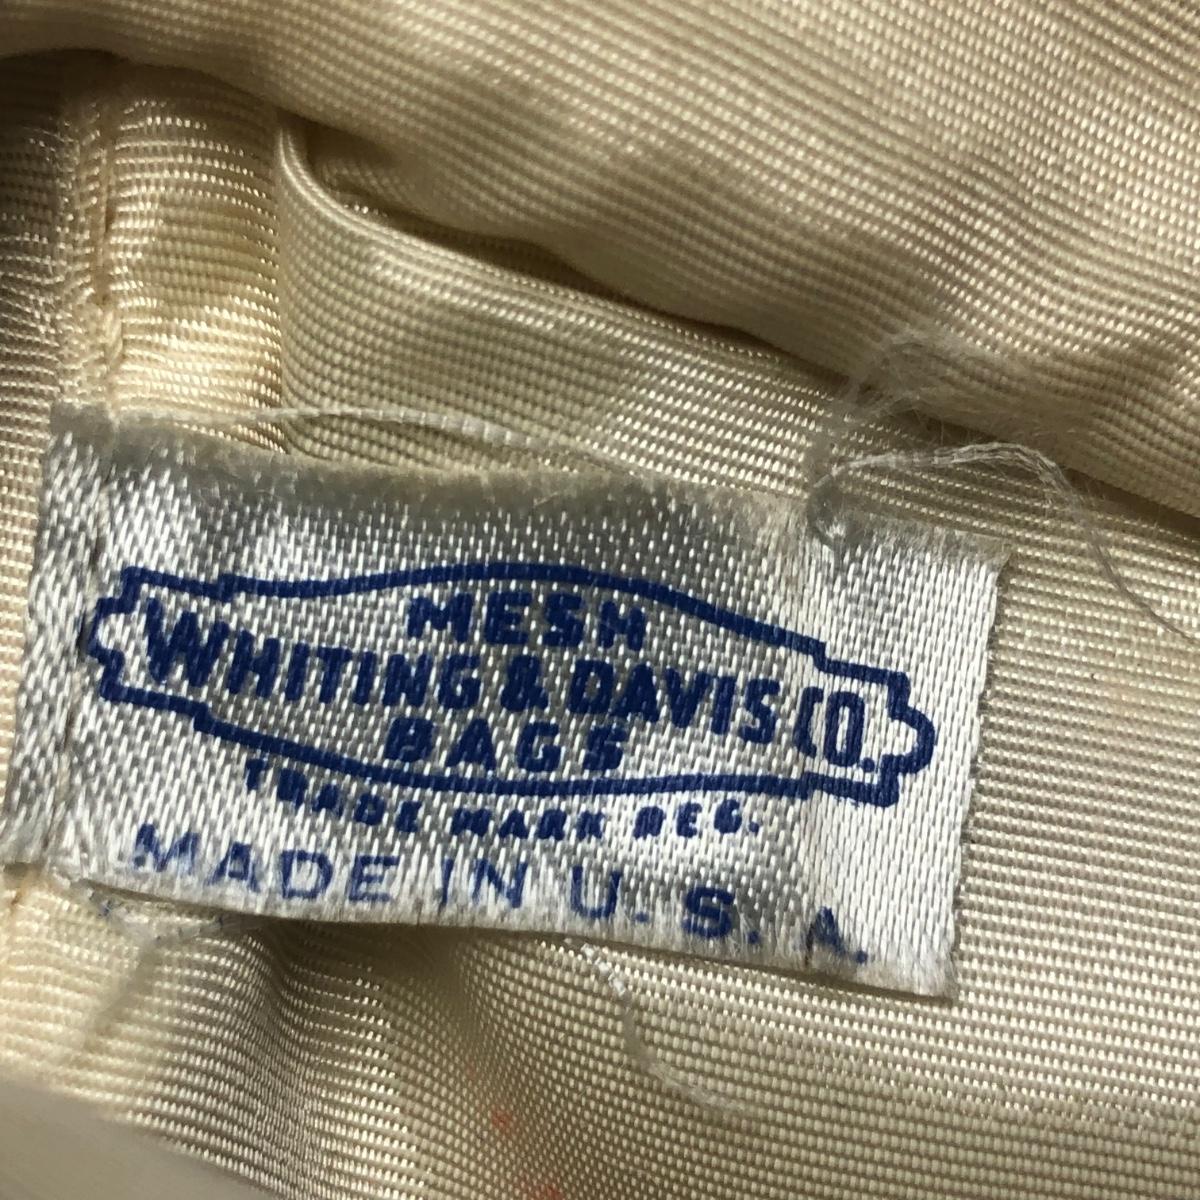 MESH
WHITING & DAVIS CO.
BAGS
TRADE MARK REG.
MADE IN U.S.A.